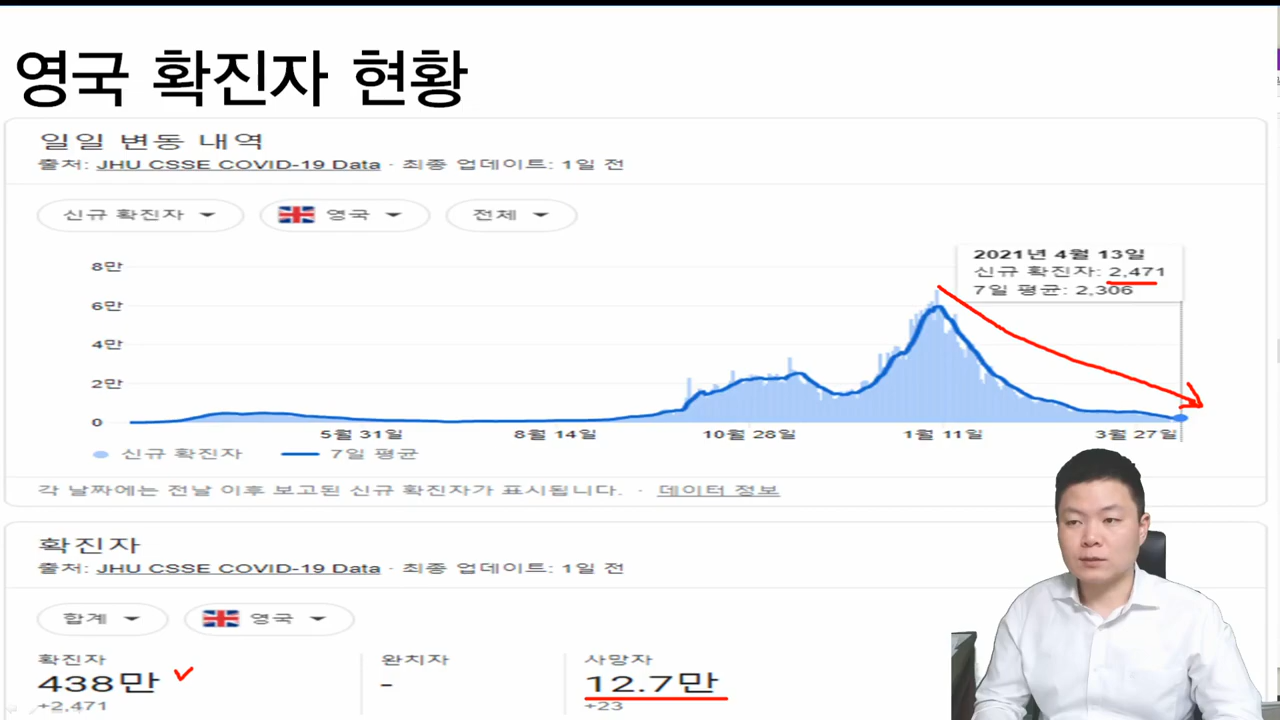 영국 확진자 현황
일일 변동 내역
출처: JHU CSSE COVID-19 Data · 최종 업데이트: 1일 전
신규 확진자 영국 전체
2021년 4월 13일
신규 확진자: 2,471
7일 평균: 2,306
8만
6만
4만
2만
0
5월 31일 8월 14일 10월 28일 1월 11일 3월 27일
신규 확진자 7일 평균
각 날짜에는 전날 이후 보고된 신규 확진자가 표시됩니다. · 데이터 정보
확진자
출처: JHU CSSE COVID-19 Data · 최종 업데이트: 1일 전
합계 영국
확진자 완치자 사망자
438만 - 12.7만
+2,471 +23